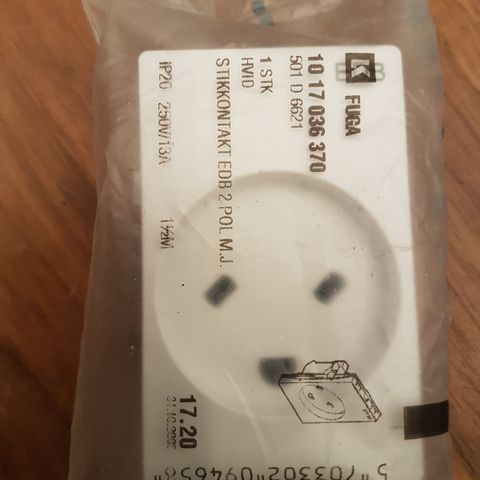 LK FUGA
10 17 036 370
501 D 6621
1 STK
HVID
STIKKONTAKT EDB 2-POL M.J.
IP20 250V/13A 1½M
17.20